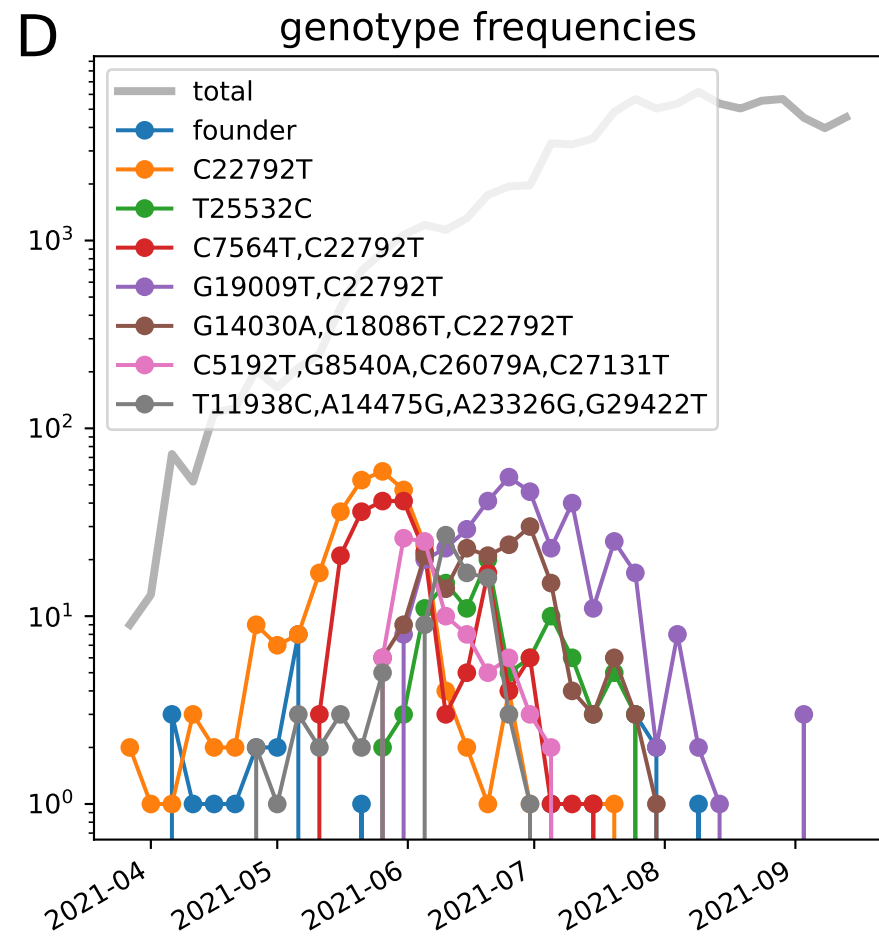 D
genotype frequencies
total
founder
C22792T
T25532C
C7564T,C22792T
G19009T,C22792T
G14030A,C18086T,C22792T
C5192T,G8540A,C26079A,C27131T
T11938C,A14475G,A23326G,G29422T
10³
10²
10¹
10⁰
2021-04
2021-05
2021-06
2021-07
2021-08
2021-09